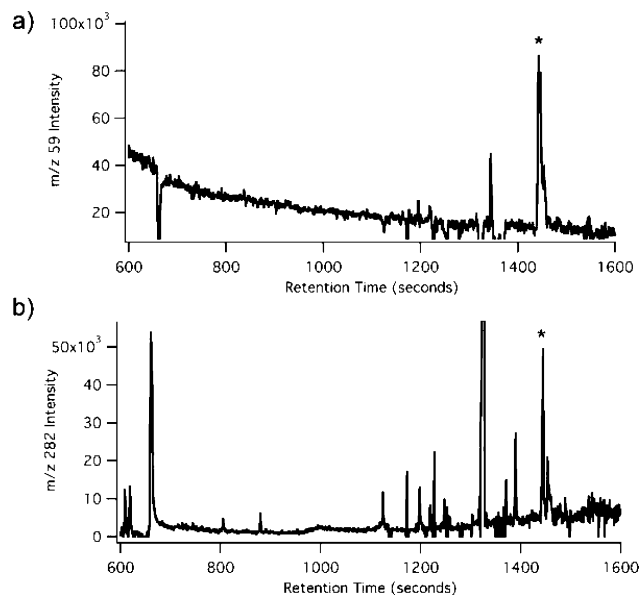 a)
100x10³
80
60
40
20
m/z 59 Intensity
*
600 800 1000 1200 1400 1600
Retention Time (seconds)
b)
50x10³
40
30
20
10
0
m/z 282 Intensity
*
600 800 1000 1200 1400 1600
Retention Time (seconds)